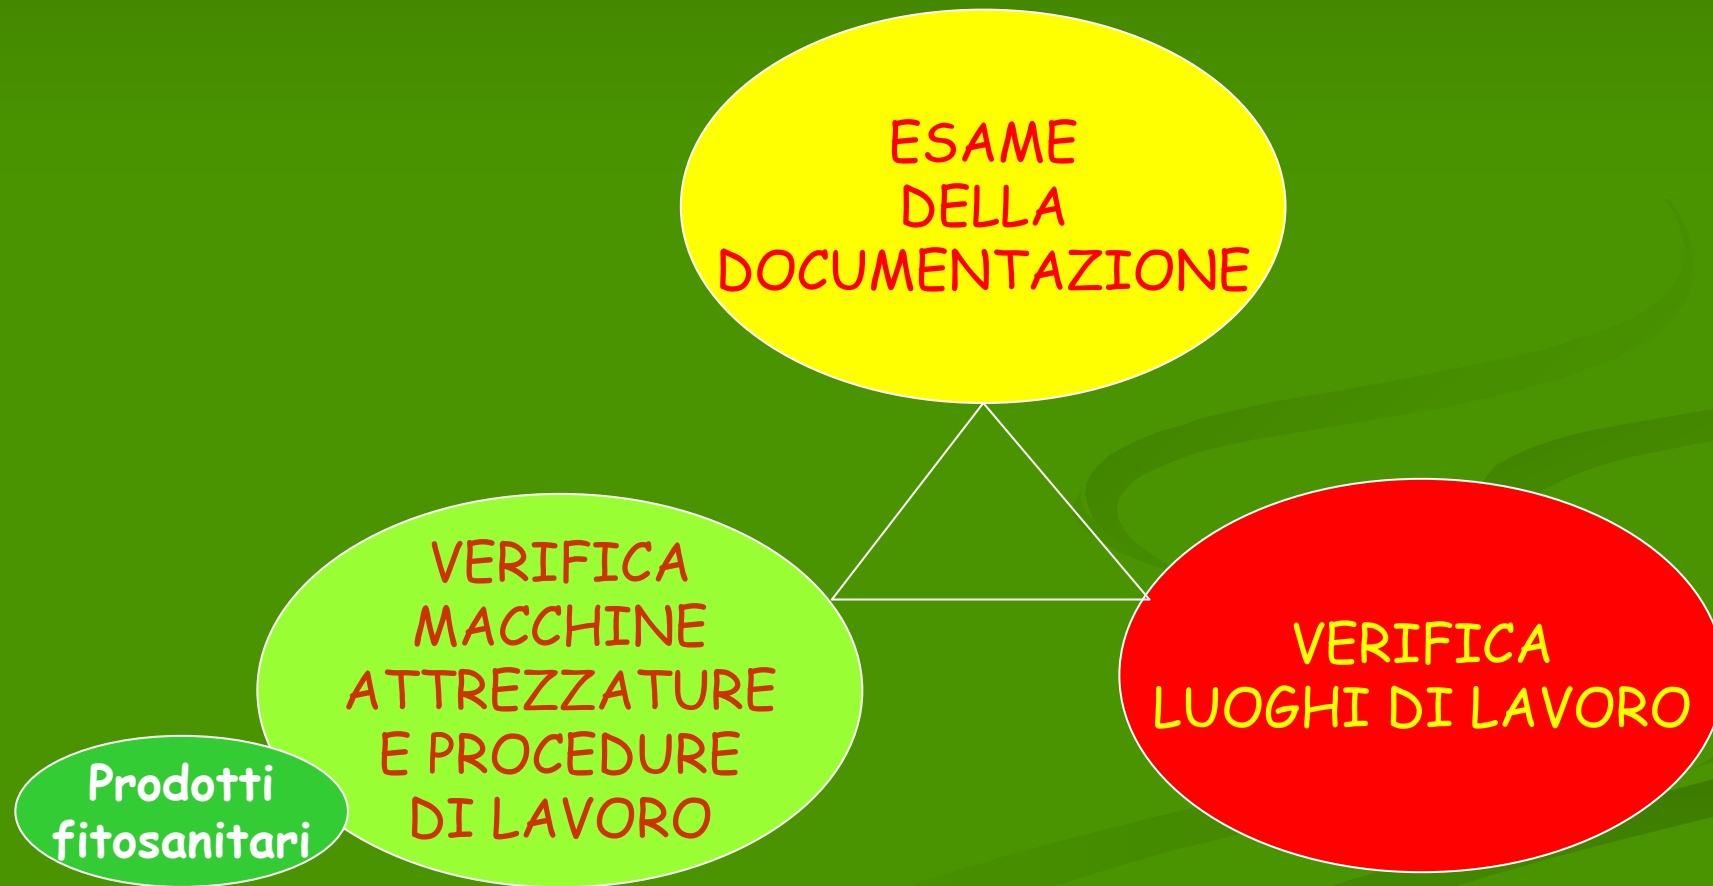 ESAME
DELLA
DOCUMENTAZIONE
VERIFICA
MACCHINE
ATTREZZATURE
E PROCEDURE
DI LAVORO
Prodotti
fitosanitari
VERIFICA
LUOGHI DI LAVORO